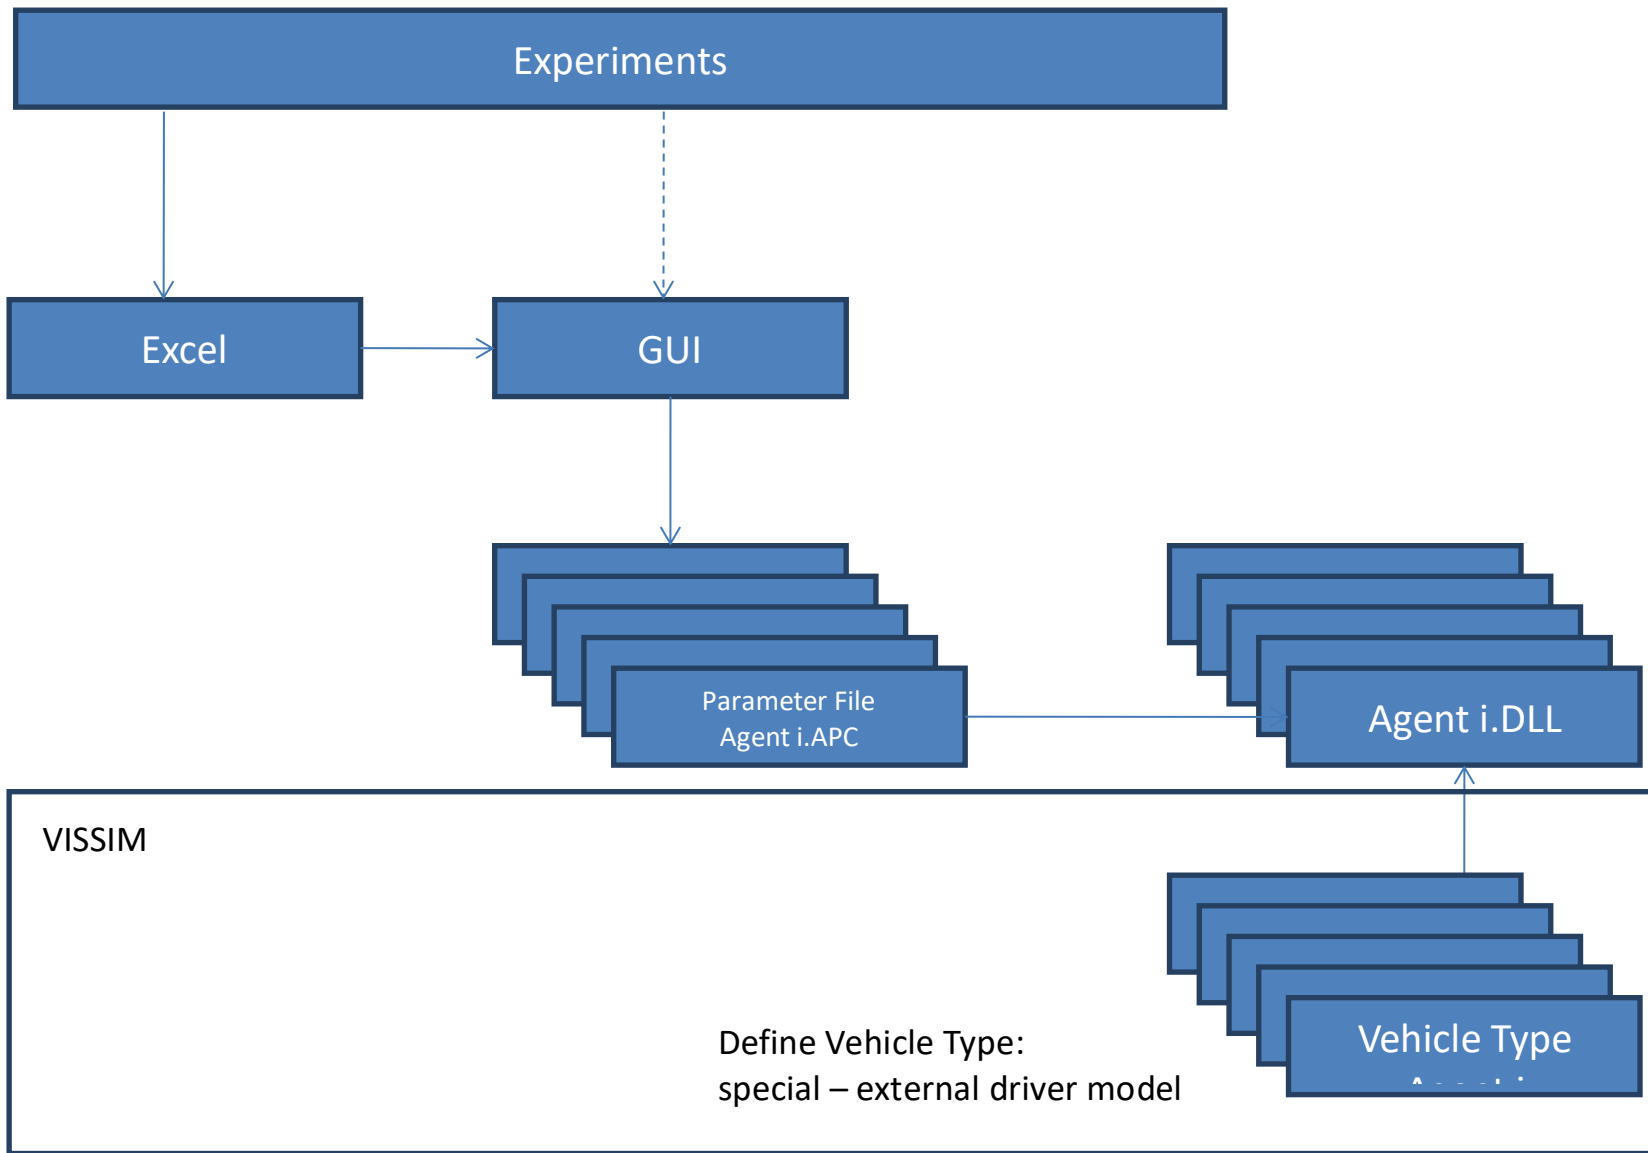 Experiments
Excel
GUI
Parameter File
Agent i.APC
Agent i.DLL
VISSIM
Define Vehicle Type:
special – external driver model
Vehicle Type